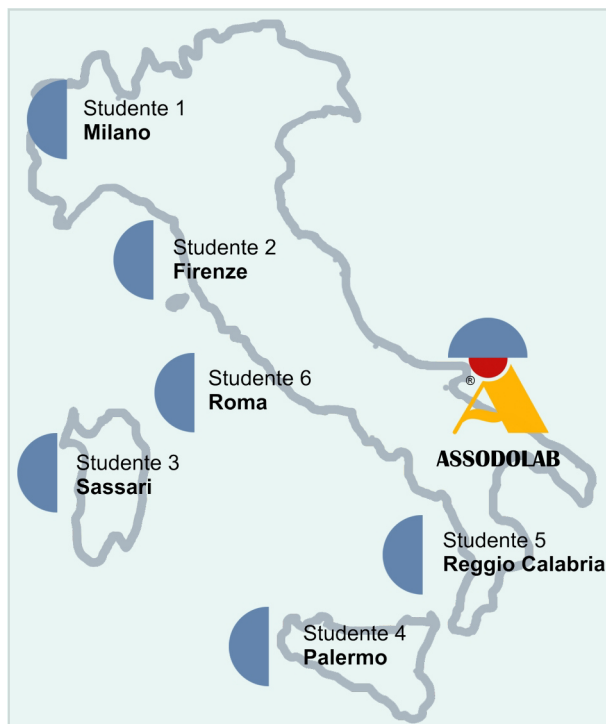 Studente 1
Milano
Studente 2
Firenze
Studente 6
Roma
®
ASSODOLAB
Studente 3
Sassari
Studente 5
Reggio Calabria
Studente 4
Palermo